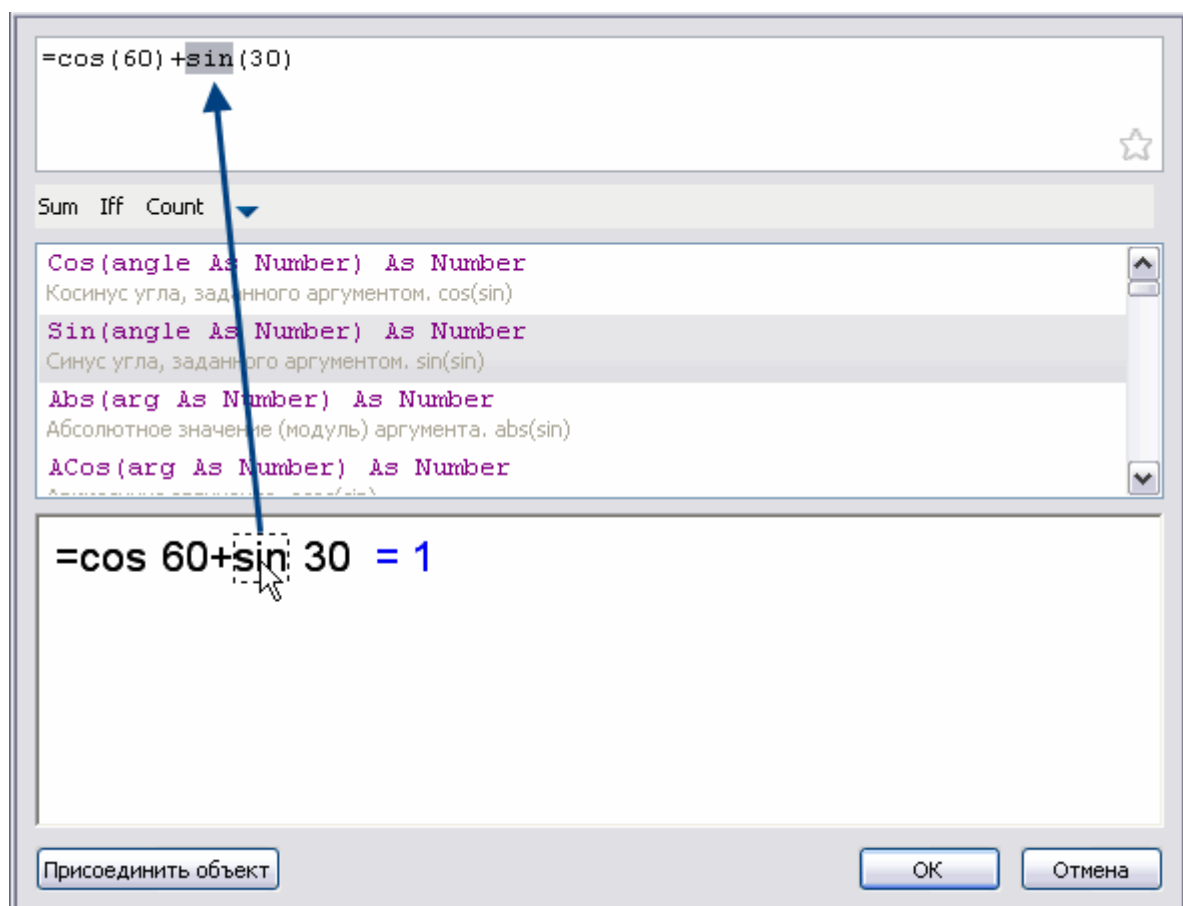 =cos(60)+sin(30)
Sum Iff Count
Cos(angle As Number) As Number
Косинус угла, заданного аргументом. cos(sin)
Sin(angle As Number) As Number
Синус угла, заданного аргументом. sin(sin)
Abs(arg As Number) As Number
Абсолютное значение (модуль) аргумента. abs(sin)
ACos(arg As Number) As Number
=cos 60+sin 30 = 1
Присоединить объект ОК Отмена